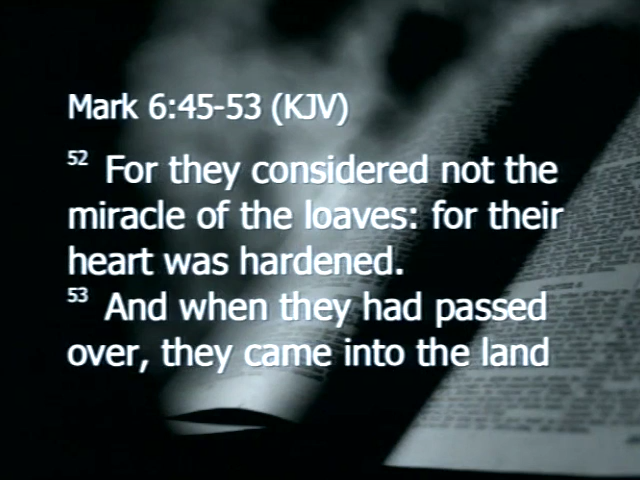 Mark 6:45-53 (KJV)
52 For they considered not the
miracle of the loaves: for their
heart was hardened.
53 And when they had passed
over, they came into the land